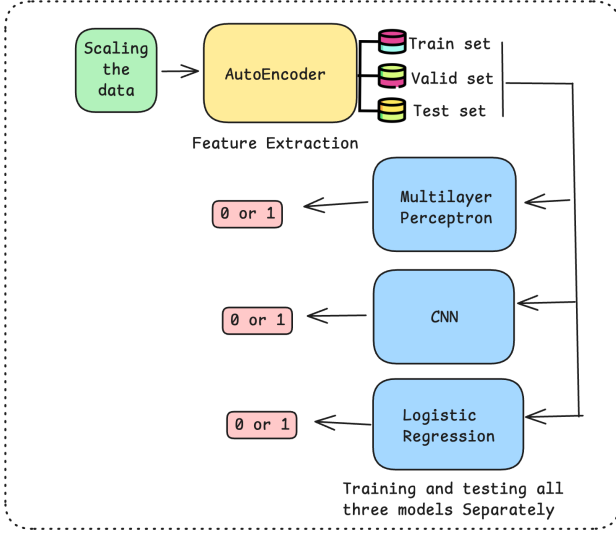 Scaling
the
data
AutoEncoder
Train set
Valid set
Test set
Feature Extraction
Multilayer
Perceptron
0 or 1
CNN
0 or 1
Logistic
Regression
0 or 1
Training and testing all
three models Separately